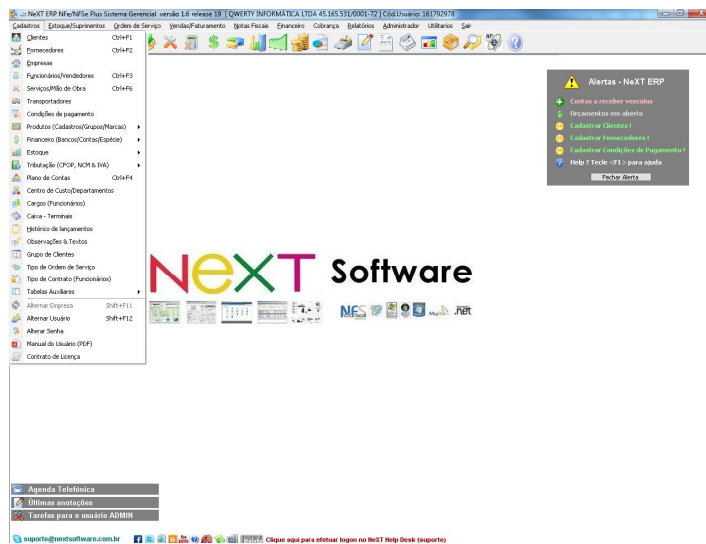 .:: NeXT ERP NFe/NFSe Plus Sistema Gerencial versão 1.6 release 19 [ QWERTY INFORMÁTICA LTDA 45.165.531/0001-72 ] Cód.Usuário: 161792978
Cadastros Estoque/Suprimentos Ordem de Serviço Vendas/Faturamento Notas Fiscais Financeiro Cobrança Relatórios Administrador Utilitarios Sair
Clientes Ctrl+F1
Fornecedores Ctrl+F2
Empresas
Funcionários/Vendedores Ctrl+F3
Serviços/Mão de Obra Ctrl+F6
Transportadores
Condições de pagamento
Produtos (Cadastros/Grupos/Marcas)
Financeiro (Bancos/Contas/Espécie)
Estoque
Tributação (CFOP, NCM & IVA)
Plano de Contas Ctrl+F4
Centro de Custo/Departamentos
Cargos (Funcionários)
Caixa - Terminais
Histórico de lançamentos
Observações & Textos
Grupo de Clientes
Tipo de Ordem de Serviço
Tipo de Contrato (Funcionários)
Tabelas Auxiliares
Alternar Empresa Shift+F11
Alternar Usuário Shift+F12
Alterar Senha
Manual do Usuário (PDF)
Contrato de Licença
Alertas - NeXT ERP
Contas a receber vencidas
Orçamentos em aberto
Cadastrar Clientes !
Cadastrar Fornecedores !
Cadastrar Condições de Pagamento !
Help ? Tecle <F1> para ajuda
Fechar Alerta
NeXT Software
NFS
.net
Agenda Telefônica
Últimas anotações
Tarefas para o usuário ADMIN
suporte@nextsoftware.com.br
Clique aqui para efetuar logon no NeXT Help Desk (suporte)